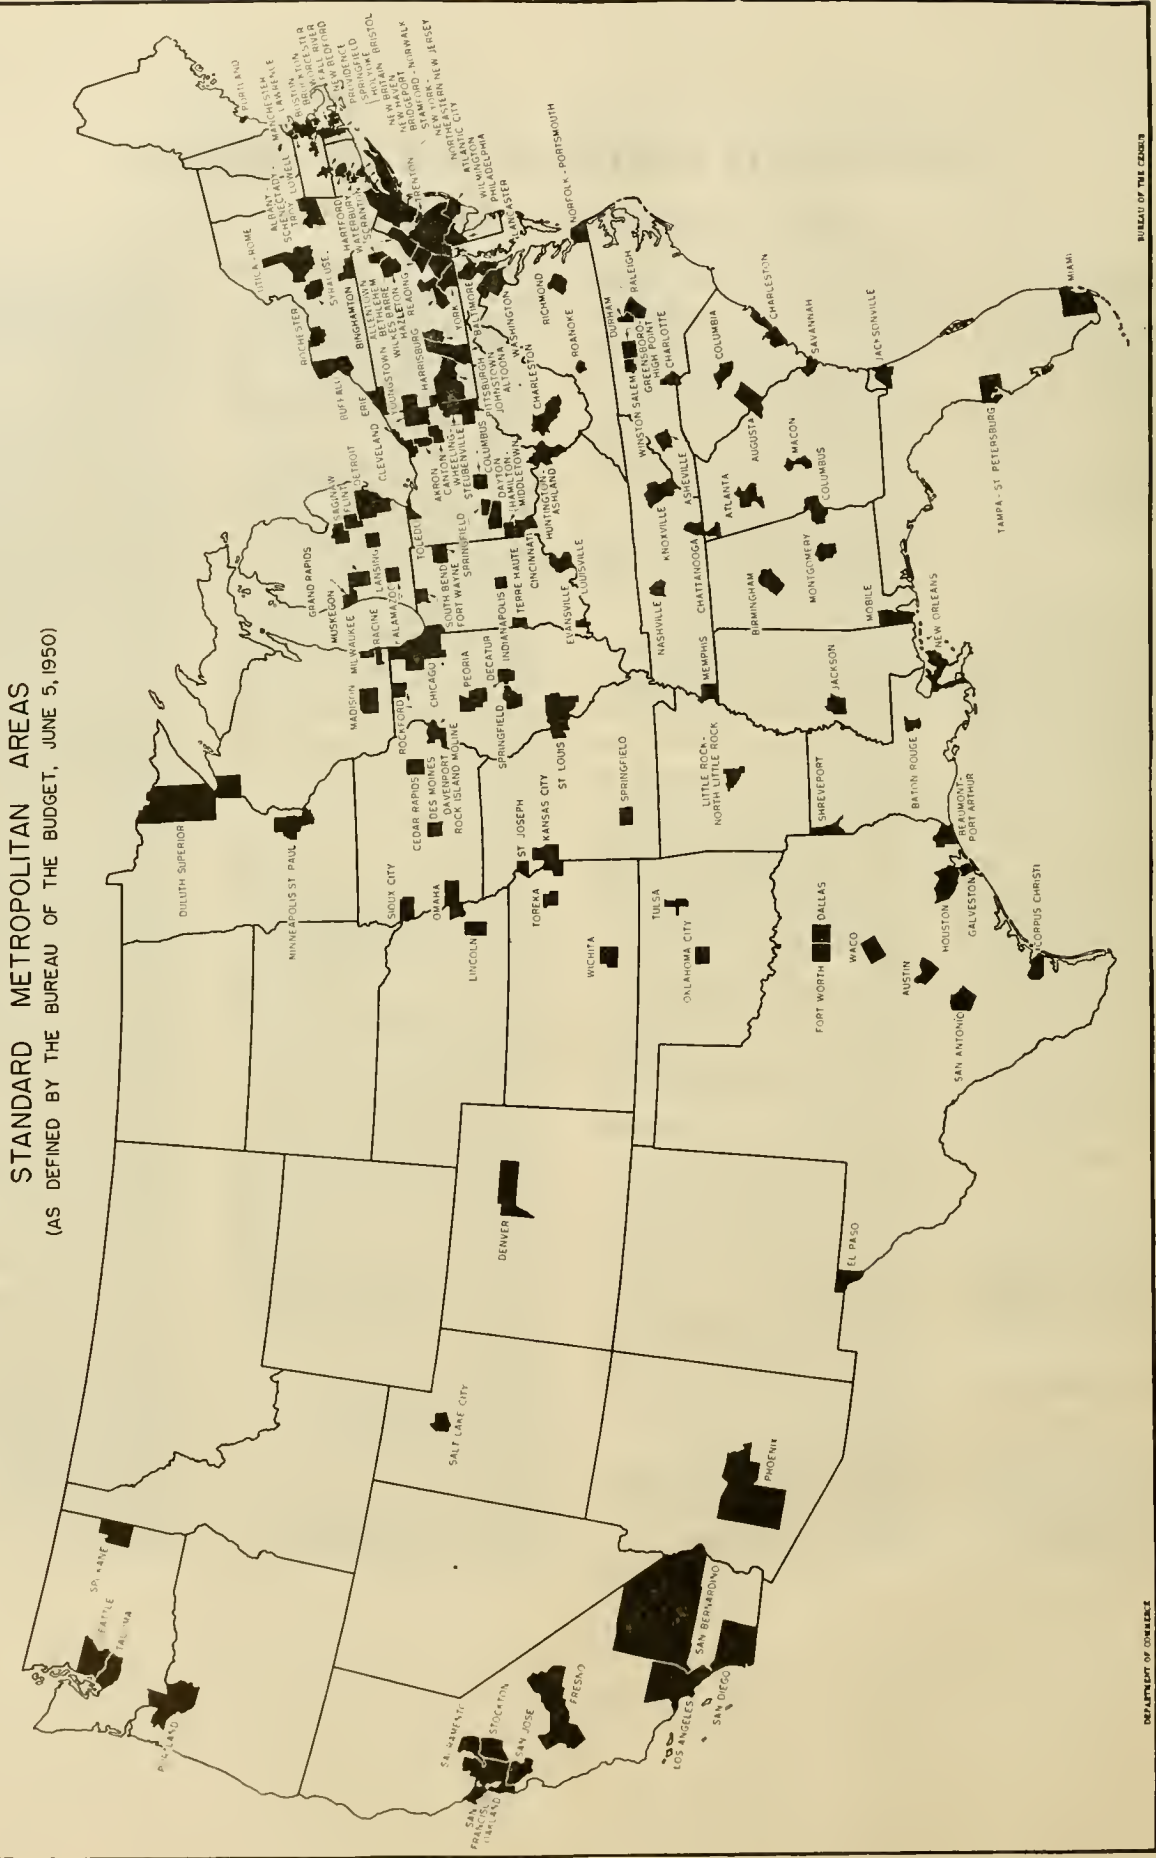 STANDARD METROPOLITAN AREAS
(AS DEFINED BY THE BUREAU OF THE BUDGET, JUNE 5, 1950)
SEATTLE
TACOMA
SPOKANE
PORTLAND
SACRAMENTO
STOCKTON
SAN JOSE
SAN
FRANCISCO
OAKLAND
FRESNO
LOS ANGELES
SAN BERNARDINO
SAN DIEGO
PHOENIX
SALT LAKE CITY
DENVER
EL PASO
DULUTH SUPERIOR
MINNEAPOLIS ST PAUL
SIOUX CITY
OMAHA
LINCOLN
TOPEKA
WICHITA
ST JOSEPH
KANSAS CITY
TULSA
OKLAHOMA CITY
FORT WORTH
DALLAS
WACO
AUSTIN
SAN ANTONIO
HOUSTON
GALVESTON
CORPUS CHRISTI
BEAUMONT-
PORT ARTHUR
CEDAR RAPIDS
DES MOINES
DAVENPORT
ROCK ISLAND MOLINE
ST LOUIS
SPRINGFIELD
SPRINGFIELD
LITTLE ROCK-
NORTH LITTLE ROCK
SHREVEPORT
BATON ROUGE
NEW ORLEANS
JACKSON
MOBILE
MEMPHIS
MADISON
MILWAUKEE
RACINE
ROCKFORD
CHICAGO
PEORIA
DECATUR
MUSKEGON
GRAND RAPIDS
KALAMAZOO
LANSING
SAGINAW
FLINT
DETROIT
SOUTH BEND
FORT WAYNE
INDIANAPOLIS
TERRE HAUTE
EVANSVILLE
LOUISVILLE
CINCINNATI
TOLEDO
SPRINGFIELD
CLEVELAND
AKRON
CANTON
WHEELING-
STEUBENVILLE
COLUMBUS
DAYTON
HAMILTON-
MIDDLETOWN
HUNTINGTON-
ASHLAND
CHARLESTON
NASHVILLE
KNOXVILLE
CHATTANOOGA
BIRMINGHAM
MONTGOMERY
ATLANTA
COLUMBUS
MACON
AUGUSTA
SAVANNAH
JACKSONVILLE
TAMPA-ST PETERSBURG
MIAMI
ASHEVILLE
WINSTON SALEM
GREENSBORO-
HIGH POINT
CHARLOTTE
DURHAM
RALEIGH
COLUMBIA
CHARLESTON
ROANOKE
RICHMOND
NORFOLK - PORTSMOUTH
WASHINGTON
BALTIMORE
PITTSBURGH
JOHNSTOWN
ALTOONA
YORK
HARRISBURG
YOUNGSTOWN
ERIE
BUFFALO
ROCHESTER
SYRACUSE
UTICA-ROME
BINGHAMTON
ALLENTOWN
BETHLEHEM
WILKES BARRE
HAZLETON
READING
SCRANTON
WATERBURY
HARTFORD
ALBANY-
SCHENECTADY-
TROY
LOWELL
MANCHESTER
LAWRENCE
PORTLAND
BOSTON
BROCKTON
WORCESTER
FALL RIVER
NEW BEDFORD
PROVIDENCE
SPRINGFIELD
HOLYOKE
BRISTOL
NEW BRITAIN
NEW HAVEN
BRIDGEPORT
STAMFORD-NORWALK
NEW YORK-
NORTHEASTERN NEW JERSEY
ATLANTIC CITY
TRENTON
WILMINGTON
PHILADELPHIA
LANCASTER
DEPARTMENT OF COMMERCE
BUREAU OF THE CENSUS